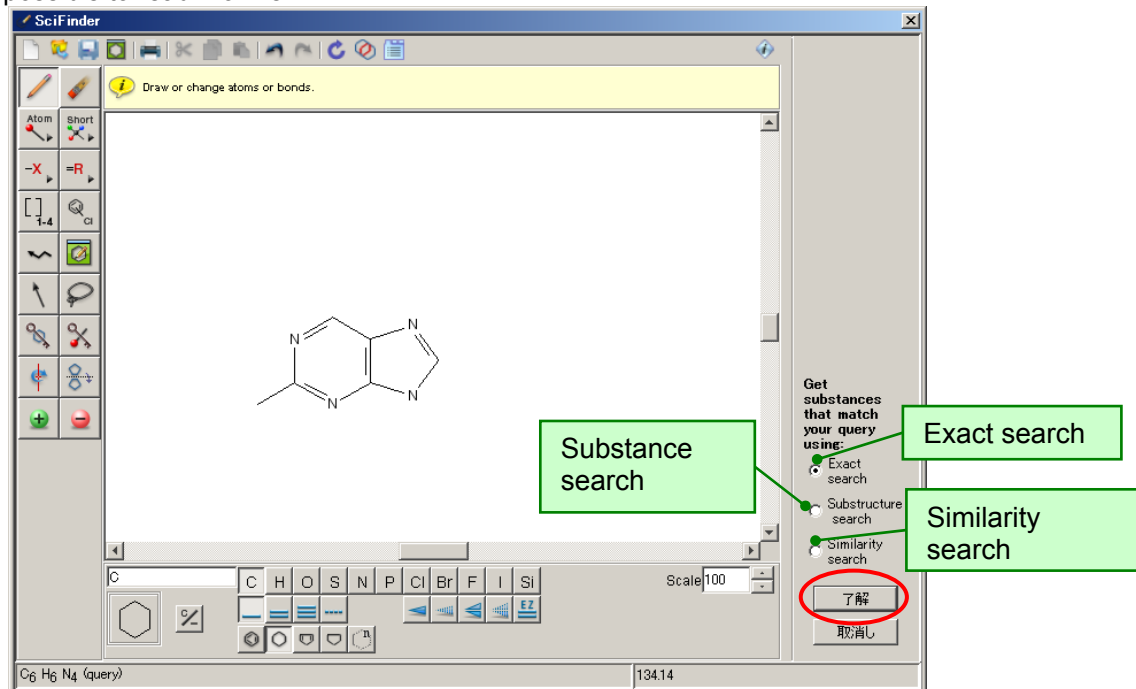 SciFinder
Draw or change atoms or bonds.
Atom
Short
-X
=R
[ ]
1-4
Cl
N
N
N
N
Get
substances
that match
your query
using:
Exact
search
Substructure
search
Similarity
search
Exact search
Substance
search
Similarity
search
C
C H O S N P Cl Br F I Si
Scale 100
EZ
n
了解
取消し
C6 H6 N4 (query)
134.14